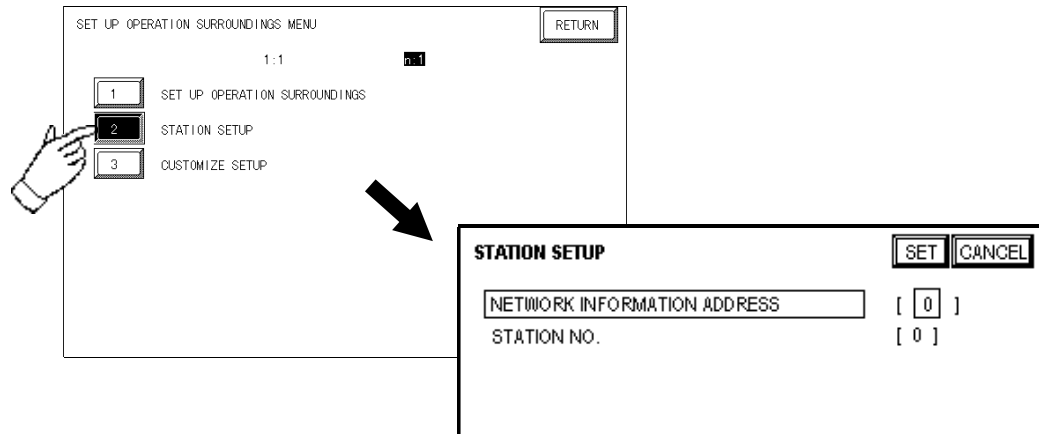 SET UP OPERATION SURROUNDINGS MENU RETURN
1:1 n:1
1 SET UP OPERATION SURROUNDINGS
2 STATION SETUP
3 CUSTOMIZE SETUP
STATION SETUP SET CANCEL
NETWORK INFORMATION ADDRESS [ 0 ]
STATION NO. [ 0 ]